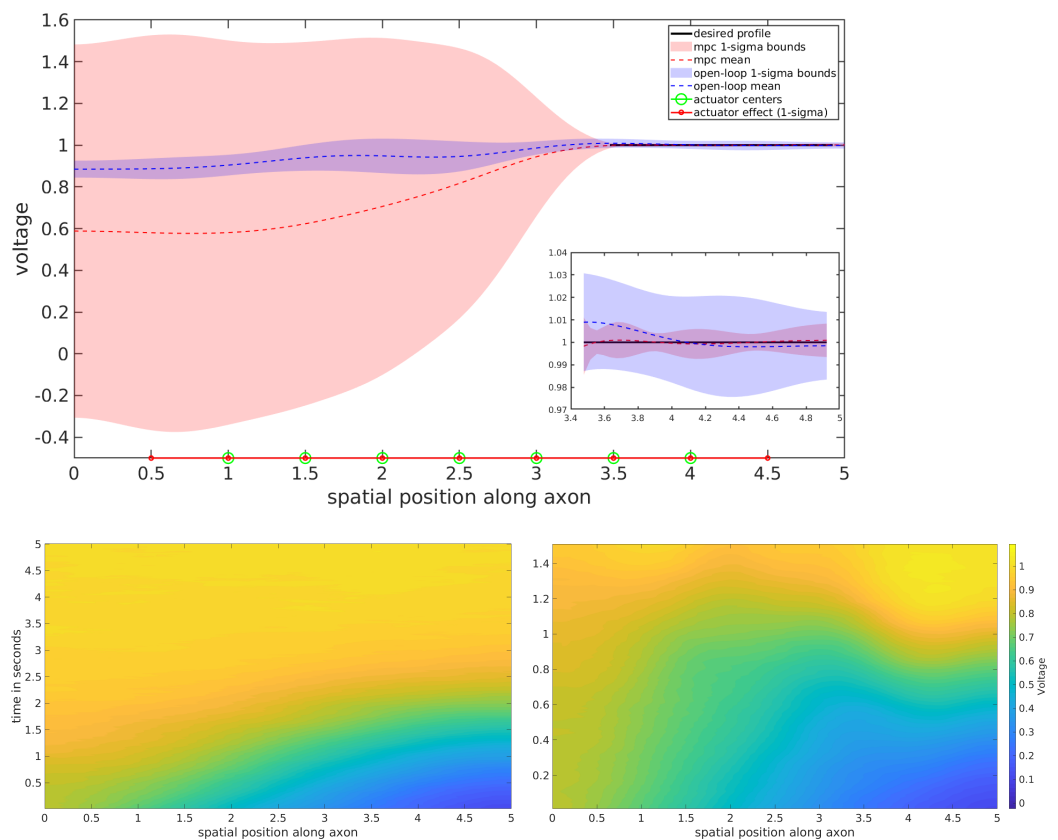 1.6
1.4
1.2
1
0.8
0.6
0.4
0.2
0
-0.2
-0.4
voltage
desired profile
mpc 1-sigma bounds
mpc mean
open-loop 1-sigma bounds
open-loop mean
actuator centers
actuator effect (1-sigma)
1.04
1.03
1.02
1.01
1
0.99
0.98
0.97
3.4 3.6 3.8 4 4.2 4.4 4.6 4.8 5
0 0.5 1 1.5 2 2.5 3 3.5 4 4.5 5
spatial position along axon
5
4.5
4
3.5
3
2.5
2
1.5
1
0.5
time in seconds
0 0.5 1 1.5 2 2.5 3 3.5 4 4.5 5
spatial position along axon
1.4
1.2
1
0.8
0.6
0.4
0.2
0 0.5 1 1.5 2 2.5 3 3.5 4 4.5 5
spatial position along axon
1
0.9
0.8
0.7
0.6
0.5
0.4
0.3
0.2
0.1
0
Voltage